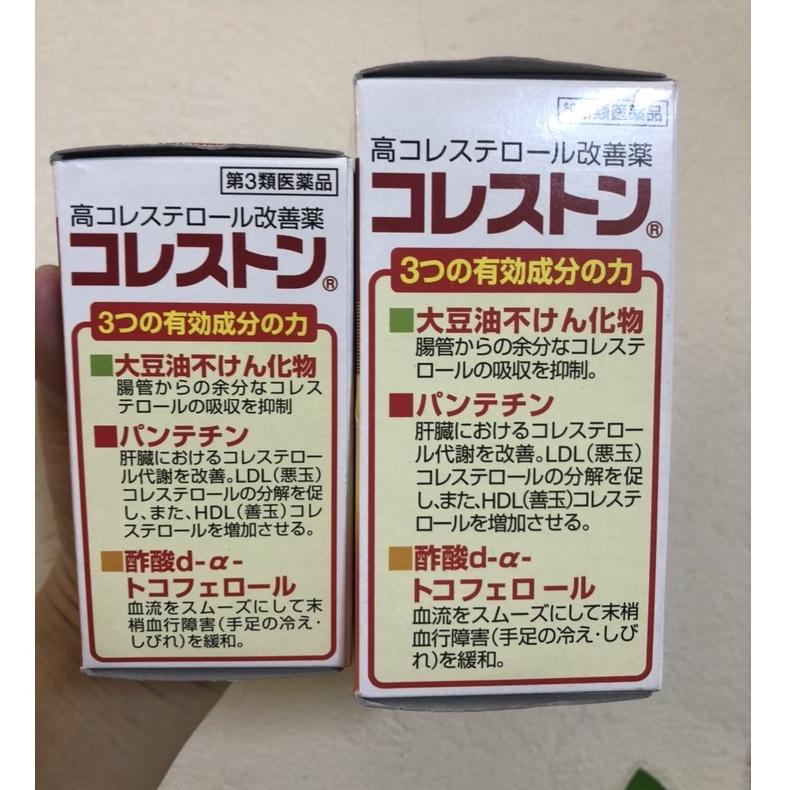 第3類医薬品
高コレステロール改善薬
コレストン®
3つの有効成分の力
■大豆油不けん化物
腸管からの余分なコレス
テロールの吸収を抑制
■パンテチン
肝臓におけるコレステロー
ル代謝を改善。LDL(悪玉)
コレステロールの分解を促
し、また、HDL(善玉)コレ
ステロールを増加させる。
■酢酸d-α-
トコフェロール
血流をスムーズにして末
梢血行障害(手足の冷え・
しびれ)を緩和。
類医薬品
高コレステロール改善薬
コレストン®
3つの有効成分の力
■大豆油不けん化物
腸管からの余分なコレステ
ロールの吸収を抑制。
■パンテチン
肝臓におけるコレステロー
ル代謝を改善。LDL(悪玉)
コレステロールの分解を促
し、また、HDL(善玉)コレステ
ロールを増加させる。
■酢酸d-α-
トコフェロール
血流をスムーズにして末梢
血行障害(手足の冷え・しび
れ)を緩和。